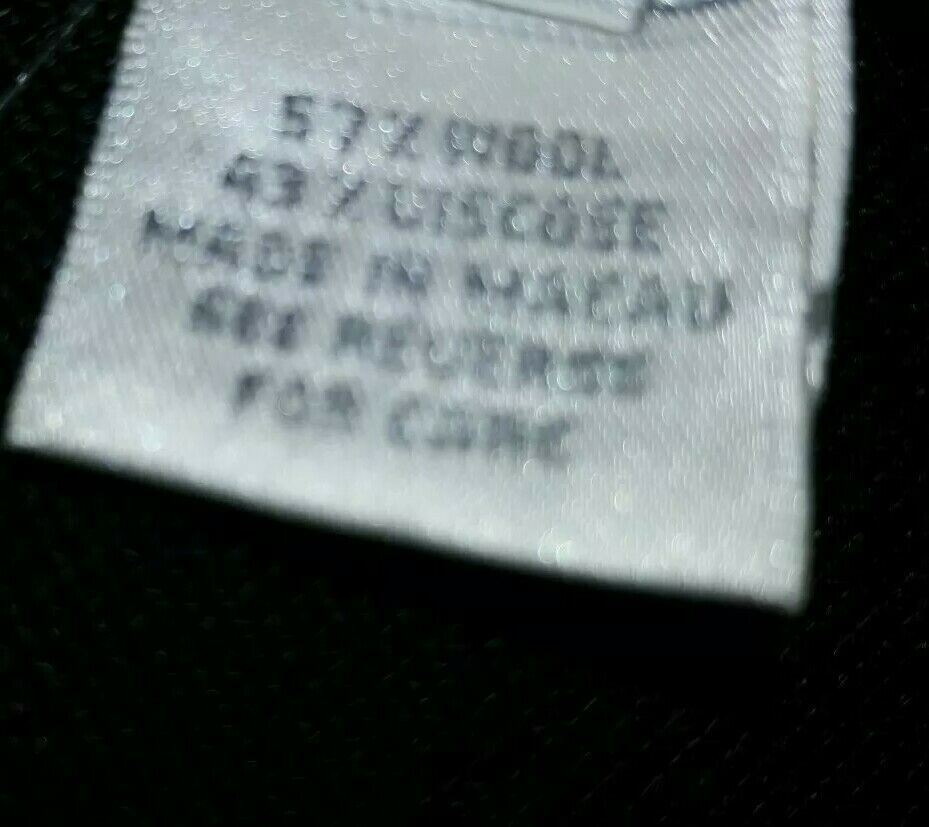 57% WOOL
43% VISCOSE
MADE IN MACAU
SEE REVERSE
FOR CARE